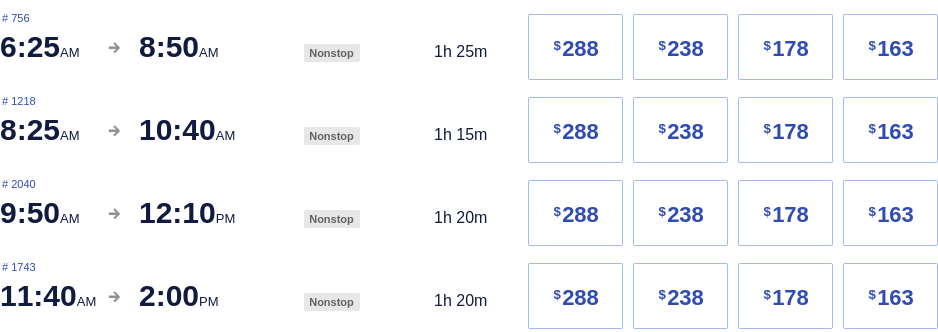 # 756
6:25AM → 8:50AM Nonstop 1h 25m $288 $238 $178 $163
# 1218
8:25AM → 10:40AM Nonstop 1h 15m $288 $238 $178 $163
# 2040
9:50AM → 12:10PM Nonstop 1h 20m $288 $238 $178 $163
# 1743
11:40AM → 2:00PM Nonstop 1h 20m $288 $238 $178 $163